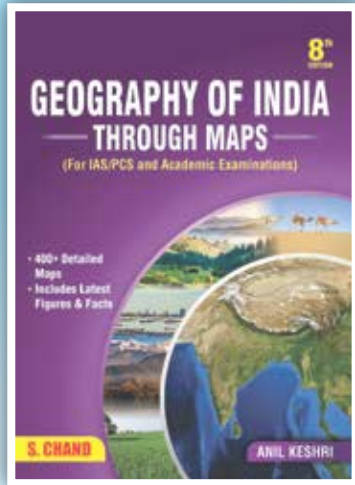 8TH
EDITION
GEOGRAPHY OF INDIA
THROUGH MAPS
(For IAS/PCS and Academic Examinations)
• 400+ Detailed
Maps
• Includes Latest
Figures & Facts
S. CHAND
ANIL KESHRI